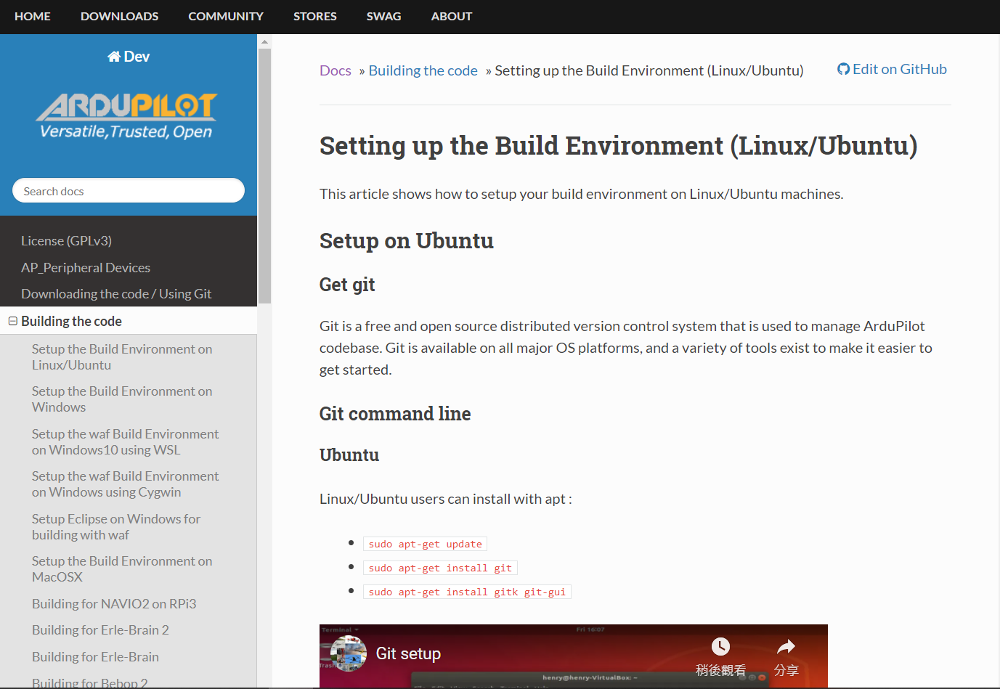 HOME DOWNLOADS COMMUNITY STORES SWAG ABOUT
Dev
ARDUPILOT
Versatile,Trusted, Open
Search docs
License (GPLv3)
AP_Peripheral Devices
Downloading the code / Using Git
Building the code
Setup the Build Environment on
Linux/Ubuntu
Setup the Build Environment on
Windows
Setup the waf Build Environment
on Windows10 using WSL
Setup the waf Build Environment
on Windows using Cygwin
Setup Eclipse on Windows for
building with waf
Setup the Build Environment on
MacOSX
Building for NAVIO2 on RPi3
Building for Erle-Brain 2
Building for Erle-Brain
Building for Bebop 2
Docs » Building the code » Setting up the Build Environment (Linux/Ubuntu)
Edit on GitHub
Setting up the Build Environment (Linux/Ubuntu)
This article shows how to setup your build environment on Linux/Ubuntu machines.
Setup on Ubuntu
Get git
Git is a free and open source distributed version control system that is used to manage ArduPilot
codebase. Git is available on all major OS platforms, and a variety of tools exist to make it easier to
get started.
Git command line
Ubuntu
Linux/Ubuntu users can install with apt :
sudo apt-get update
sudo apt-get install git
sudo apt-get install gitk git-gui
Terminal
Fri 16:07
Git setup
稍後觀看 分享
Trash
henry@henry-VirtualBox: ~